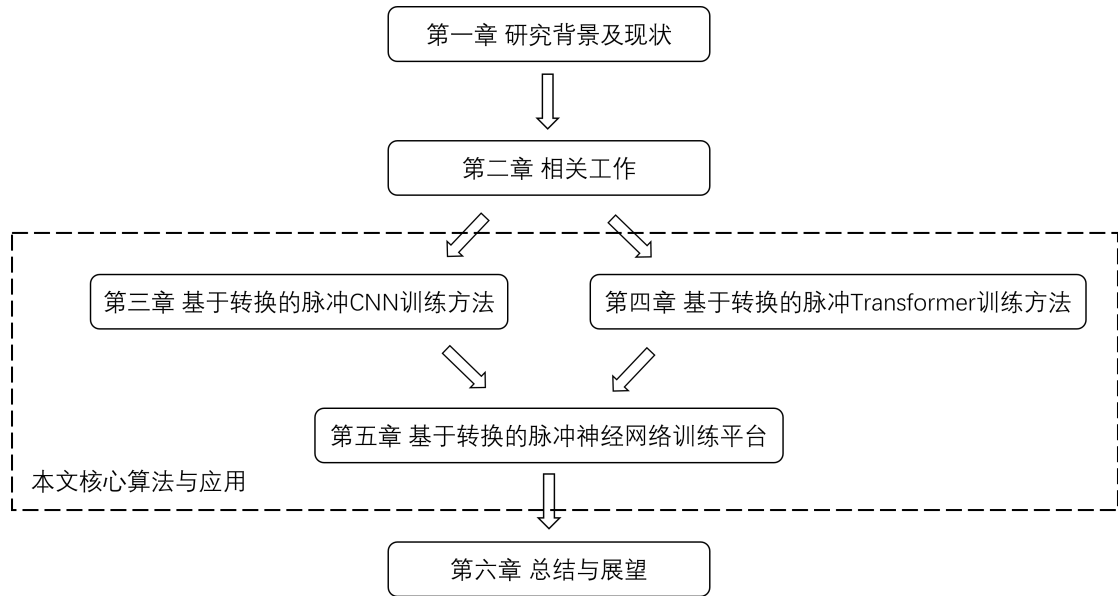 第一章 研究背景及现状
第二章 相关工作
第三章 基于转换的脉冲CNN训练方法
第四章 基于转换的脉冲Transformer训练方法
第五章 基于转换的脉冲神经网络训练平台
本文核心算法与应用
第六章 总结与展望